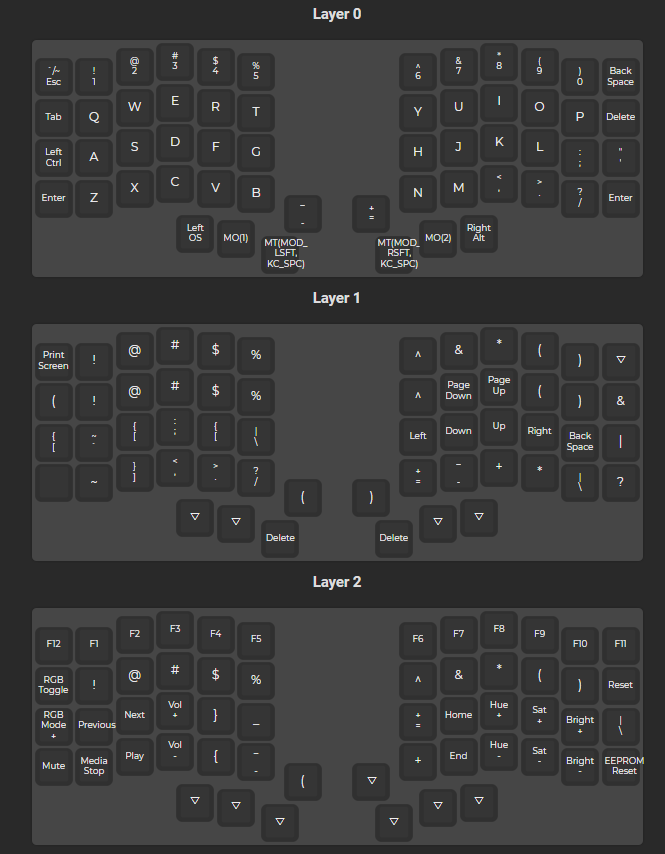 Layer 0
`/~ Esc
! 1
@ 2
# 3
$ 4
% 5
^ 6
& 7
* 8
( 9
) 0
Back Space
Tab
Q
W
E
R
T
Y
U
I
O
P
Delete
Left Ctrl
A
S
D
F
G
H
J
K
L
: ;
" '
Enter
Z
X
C
V
B
N
M
< ,
> .
? /
Enter
_ -
+ =
Left OS
MO(1)
MT(MOD_ LSFT, KC_SPC)
MT(MOD_ RSFT, KC_SPC)
MO(2)
Right Alt
Layer 1
Print Screen
!
@
#
$
%
^
&
*
(
)
▽
(
!
@
#
$
%
^
Page Down
Page Up
(
)
&
{ [
~ `
{ [
: ;
{ [
| \
Left
Down
Up
Right
Back Space
|
~
} ]
< ,
> .
? /
+ =
_ -
+
*
| \
?
(
)
▽
▽
Delete
Delete
▽
▽
Layer 2
F12
F1
F2
F3
F4
F5
F6
F7
F8
F9
F10
F11
RGB Toggle
!
@
#
$
%
^
&
*
(
)
Reset
RGB Mode +
Previous
Next
Vol +
}
_
+ =
Home
Hue +
Sat +
Bright +
| \
Mute
Media Stop
Play
Vol -
{
_ -
+
End
Hue -
Sat -
Bright -
EEPROM Reset
(
▽
▽
▽
▽
▽
▽
▽